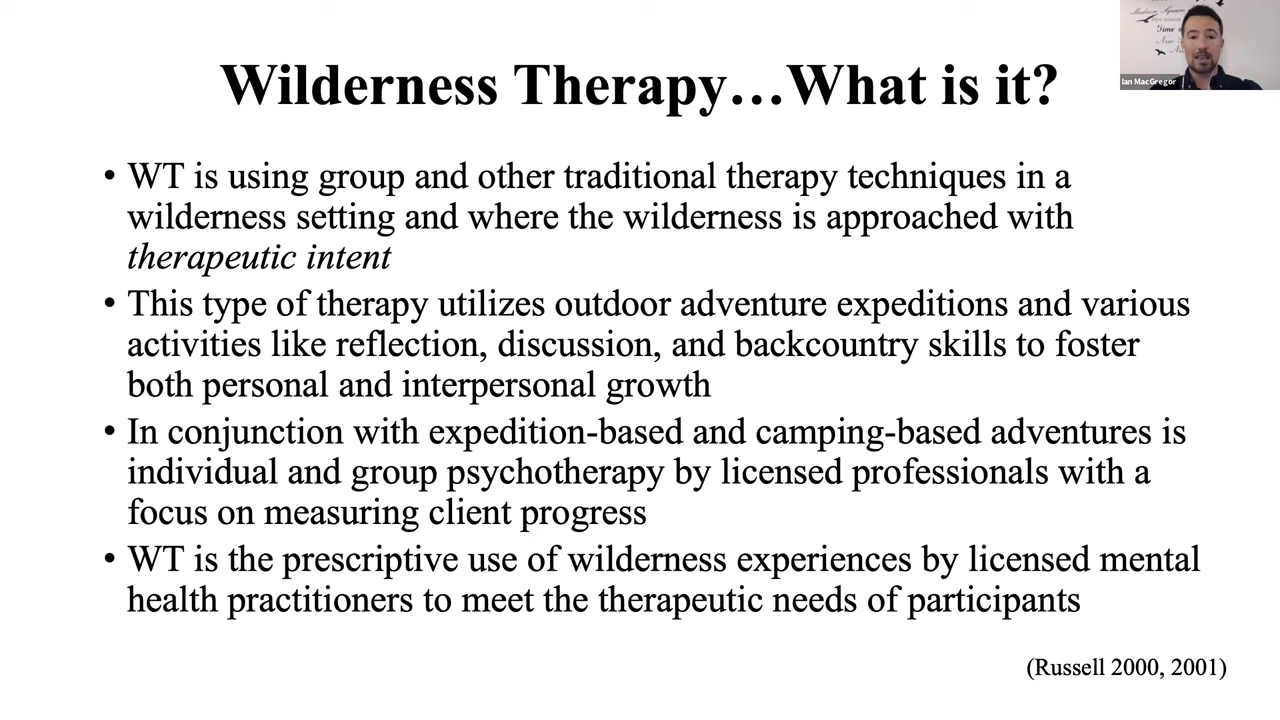 Wilderness Therapy…What is it?
• WT is using group and other traditional therapy techniques in a
wilderness setting and where the wilderness is approached with
therapeutic intent
• This type of therapy utilizes outdoor adventure expeditions and various
activities like reflection, discussion, and backcountry skills to foster
both personal and interpersonal growth
• In conjunction with expedition-based and camping-based adventures is
individual and group psychotherapy by licensed professionals with a
focus on measuring client progress
• WT is the prescriptive use of wilderness experiences by licensed mental
health practitioners to meet the therapeutic needs of participants
(Russell 2000, 2001)
Madison Square
Time
New
Ian MacGregor